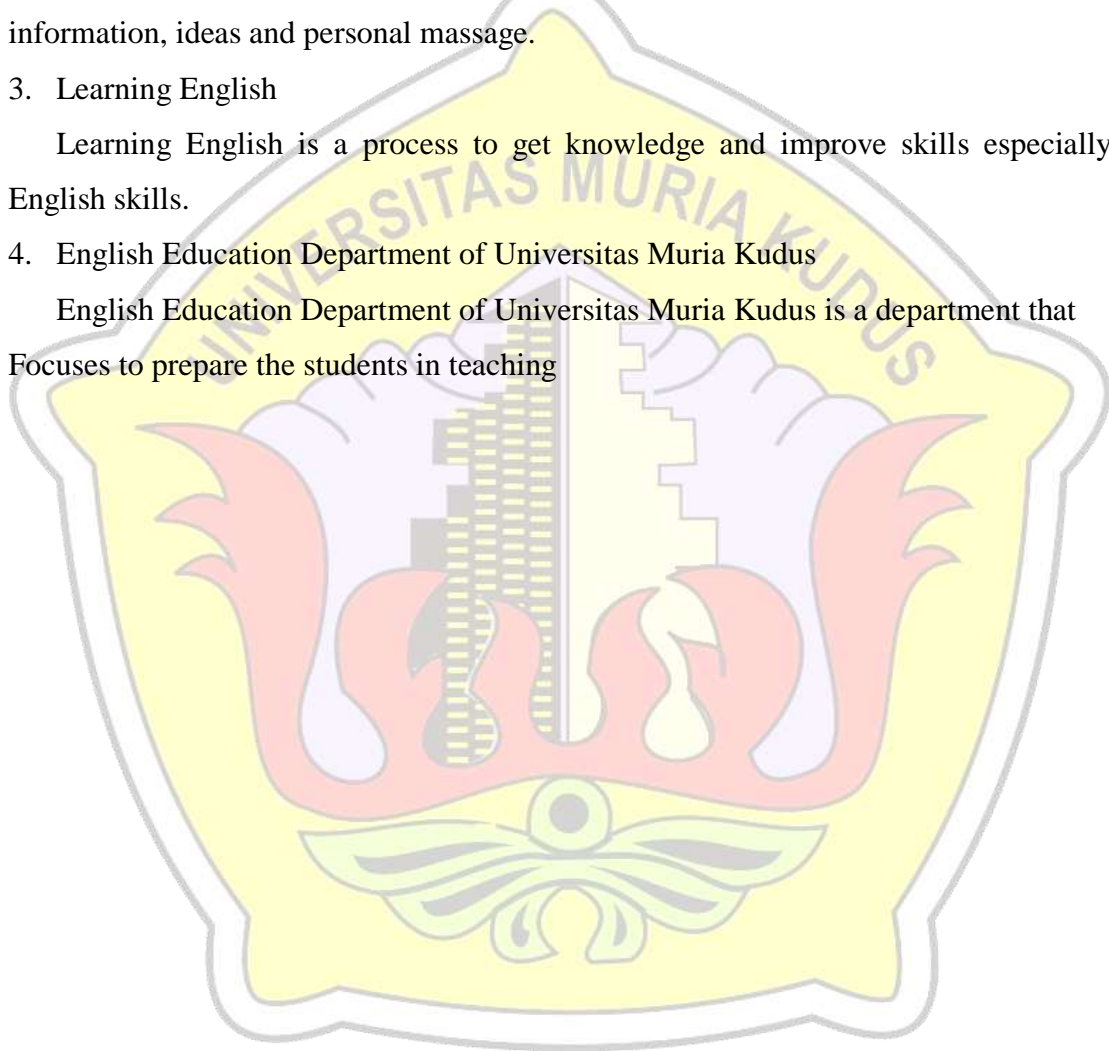 information, ideas and personal massage.
3. Learning English
Learning English is a process to get knowledge and improve skills especially
English skills.
4. English Education Department of Universitas Muria Kudus
English Education Department of Universitas Muria Kudus is a department that
Focuses to prepare the students in teaching
UNIVERSITAS MURIA KUDUS